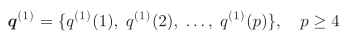 𝒒⁽¹⁾ = {q⁽¹⁾(1), q⁽¹⁾(2), … , q⁽¹⁾(p)}, p ≥ 4